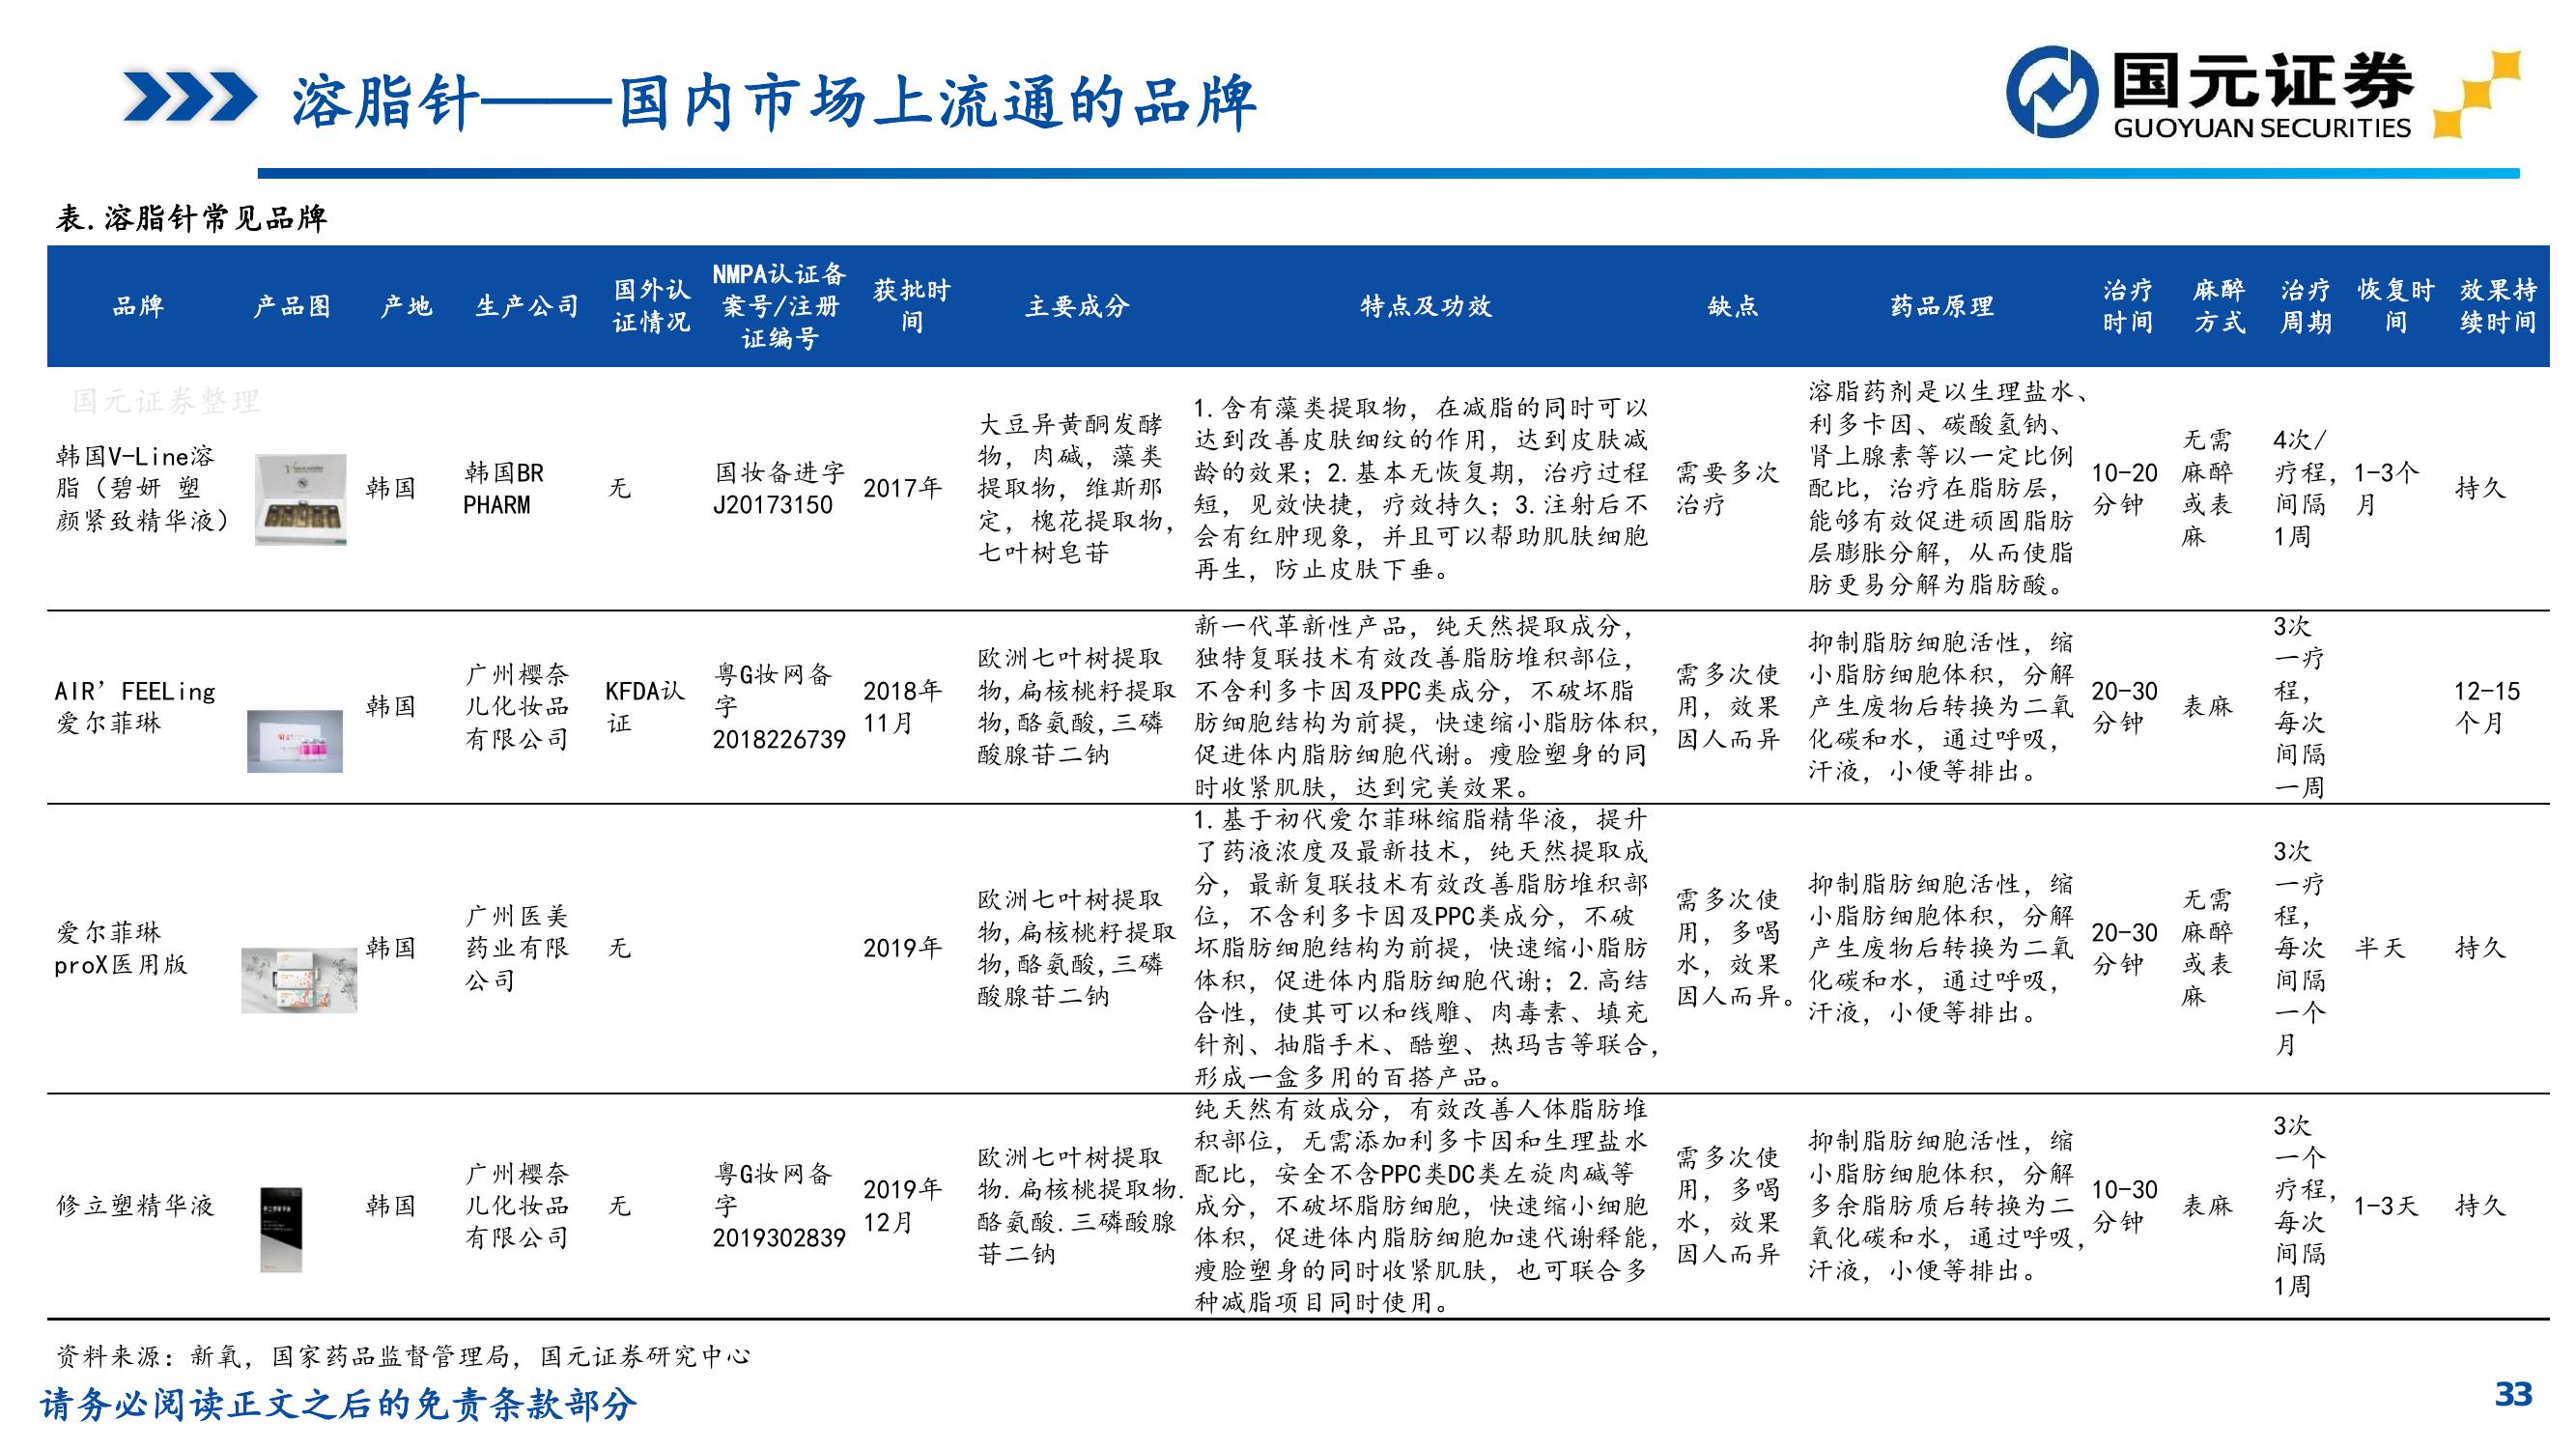 溶脂针——国内市场上流通的品牌
国元证券
GUOYUAN SECURITIES
表.溶脂针常见品牌
品牌
产品图
产地
生产公司
国外认
证情况
NMPA认证备
案号/注册
证编号
获批时
间
主要成分
特点及功效
缺点
药品原理
治疗
时间
麻醉
方式
治疗
周期
恢复时
间
效果持
续时间
国元证券整理
韩国V-Line溶
脂（碧妍 塑
颜紧致精华液）
韩国
韩国BR
PHARM
无
国妆备进字
J20173150
2017年
大豆异黄酮发酵
物，肉碱，藻类
提取物，维斯那
定，槐花提取物，
七叶树皂苷
1.含有藻类提取物，在减脂的同时可以
达到改善皮肤细纹的作用，达到皮肤减
龄的效果；2.基本无恢复期，治疗过程
短，见效快捷，疗效持久；3.注射后不
会有红肿现象，并且可以帮助肌肤细胞
再生，防止皮肤下垂。
需要多次
治疗
溶脂药剂是以生理盐水、
利多卡因、碳酸氢钠、
肾上腺素等以一定比例
配比，治疗在脂肪层，
能够有效促进顽固脂肪
层膨胀分解，从而使脂
肪更易分解为脂肪酸。
10-20
分钟
无需
麻醉
或表
麻
4次/
疗程，
间隔
1周
1-3个
月
持久
AIR’FEELing
爱尔菲琳
韩国
广州樱奈
儿化妆品
有限公司
KFDA认
证
粤G妆网备
字
2018226739
2018年
11月
欧洲七叶树提取
物,扁核桃籽提取
物,酪氨酸,三磷
酸腺苷二钠
新一代革新性产品，纯天然提取成分，
独特复联技术有效改善脂肪堆积部位，
不含利多卡因及PPC类成分，不破坏脂
肪细胞结构为前提，快速缩小脂肪体积，
促进体内脂肪细胞代谢。瘦脸塑身的同
时收紧肌肤，达到完美效果。
需多次使
用，效果
因人而异
抑制脂肪细胞活性，缩
小脂肪细胞体积，分解
产生废物后转换为二氧
化碳和水，通过呼吸，
汗液，小便等排出。
20-30
分钟
表麻
3次
一疗
程，
每次
间隔
一周
12-15
个月
爱尔菲琳
proX医用版
韩国
广州医美
药业有限
公司
无
2019年
欧洲七叶树提取
物,扁核桃籽提取
物,酪氨酸,三磷
酸腺苷二钠
1.基于初代爱尔菲琳缩脂精华液，提升
了药液浓度及最新技术，纯天然提取成
分，最新复联技术有效改善脂肪堆积部
位，不含利多卡因及PPC类成分，不破
坏脂肪细胞结构为前提，快速缩小脂肪
体积，促进体内脂肪细胞代谢；2.高结
合性，使其可以和线雕、肉毒素、填充
针剂、抽脂手术、酷塑、热玛吉等联合，
形成一盒多用的百搭产品。
需多次使
用，多喝
水，效果
因人而异。
抑制脂肪细胞活性，缩
小脂肪细胞体积，分解
产生废物后转换为二氧
化碳和水，通过呼吸，
汗液，小便等排出。
20-30
分钟
无需
麻醉
或表
麻
3次
一疗
程，
每次
间隔
一个
月
半天
持久
修立塑精华液
韩国
广州樱奈
儿化妆品
有限公司
无
粤G妆网备
字
2019302839
2019年
12月
欧洲七叶树提取
物.扁核桃提取物.
酪氨酸.三磷酸腺
苷二钠
纯天然有效成分，有效改善人体脂肪堆
积部位，无需添加利多卡因和生理盐水
配比，安全不含PPC类DC类左旋肉碱等
成分，不破坏脂肪细胞，快速缩小细胞
体积，促进体内脂肪细胞加速代谢释能，
瘦脸塑身的同时收紧肌肤，也可联合多
种减脂项目同时使用。
需多次使
用，多喝
水，效果
因人而异
抑制脂肪细胞活性，缩
小脂肪细胞体积，分解
多余脂肪质后转换为二
氧化碳和水，通过呼吸，
汗液，小便等排出。
10-30
分钟
表麻
3次
一个
疗程，
每次
间隔
1周
1-3天
持久
资料来源：新氧，国家药品监督管理局，国元证券研究中心
请务必阅读正文之后的免责条款部分
33